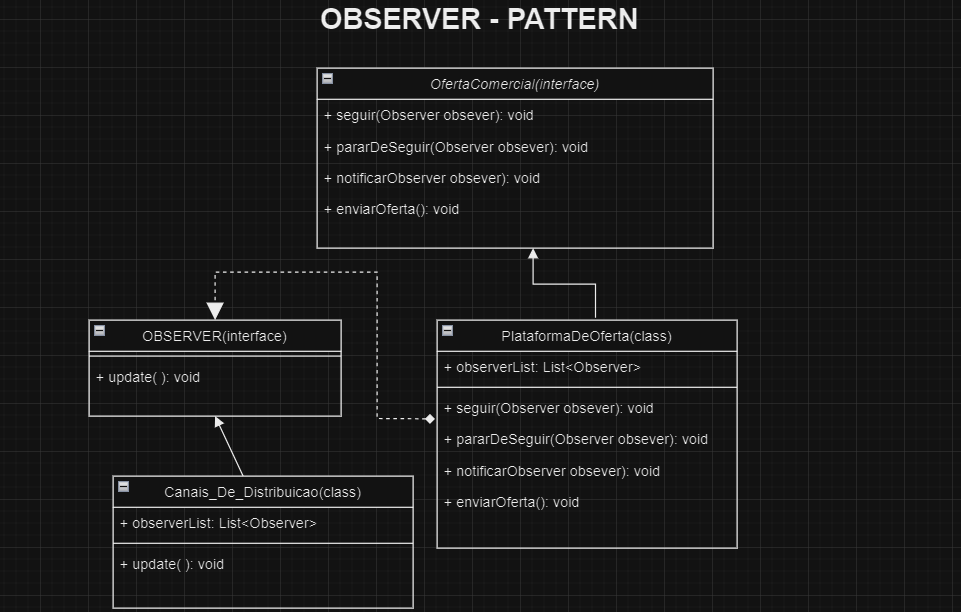 OBSERVER - PATTERN
OfertaComercial(interface)
+ seguir(Observer obsever): void
+ pararDeSeguir(Observer obsever): void
+ notificarObserver obsever): void
+ enviarOferta(): void
OBSERVER(interface)
+ update( ): void
PlataformaDeOferta(class)
+ observerList: List<Observer>
+ seguir(Observer obsever): void
+ pararDeSeguir(Observer obsever): void
+ notificarObserver obsever): void
+ enviarOferta(): void
Canais_De_Distribuicao(class)
+ observerList: List<Observer>
+ update( ): void